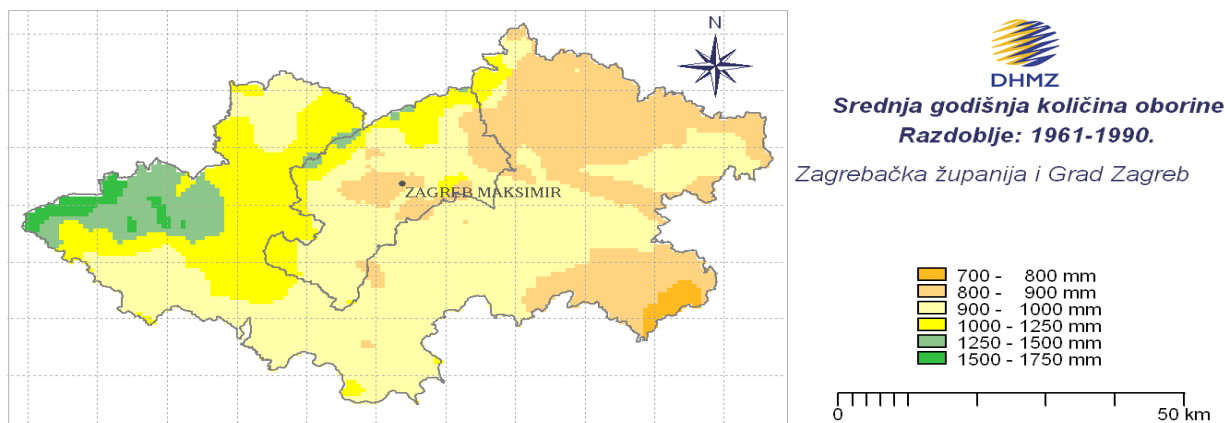 N
DHMZ
Srednja godišnja količina oborine
Razdoblje: 1961-1990.
Zagrebačka županija i Grad Zagreb
ZAGREB MAKSIMIR
700 - 800 mm
800 - 900 mm
900 - 1000 mm
1000 - 1250 mm
1250 - 1500 mm
1500 - 1750 mm
0 50 km